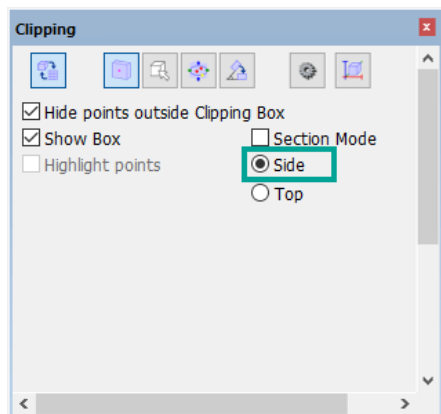 Clipping
Hide points outside Clipping Box
Show Box
Section Mode
Highlight points
Side
Top